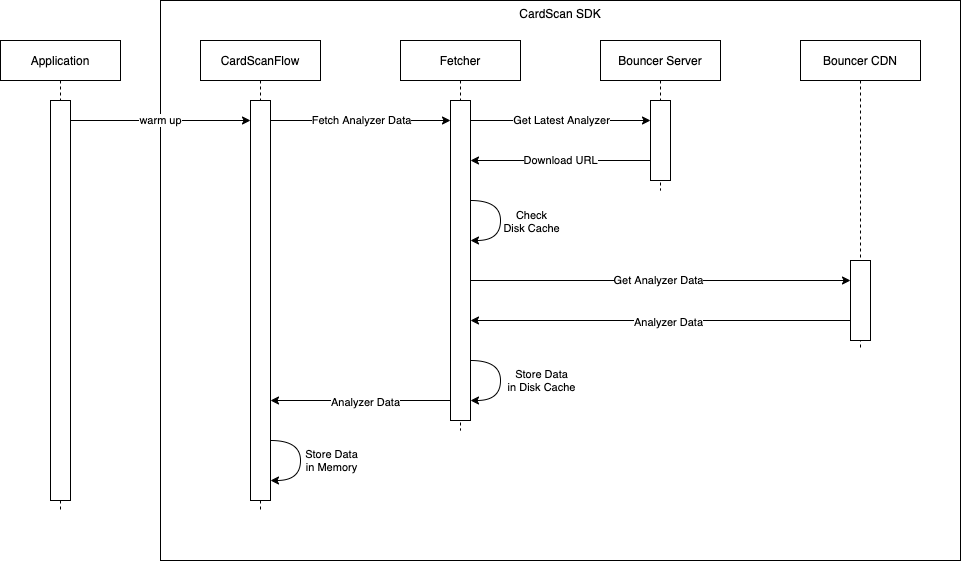 CardScan SDK
Application
CardScanFlow
Fetcher
Bouncer Server
Bouncer CDN
warm up
Fetch Analyzer Data
Get Latest Analyzer
Download URL
Check
Disk Cache
Get Analyzer Data
Analyzer Data
Store Data
in Disk Cache
Analyzer Data
Store Data
in Memory